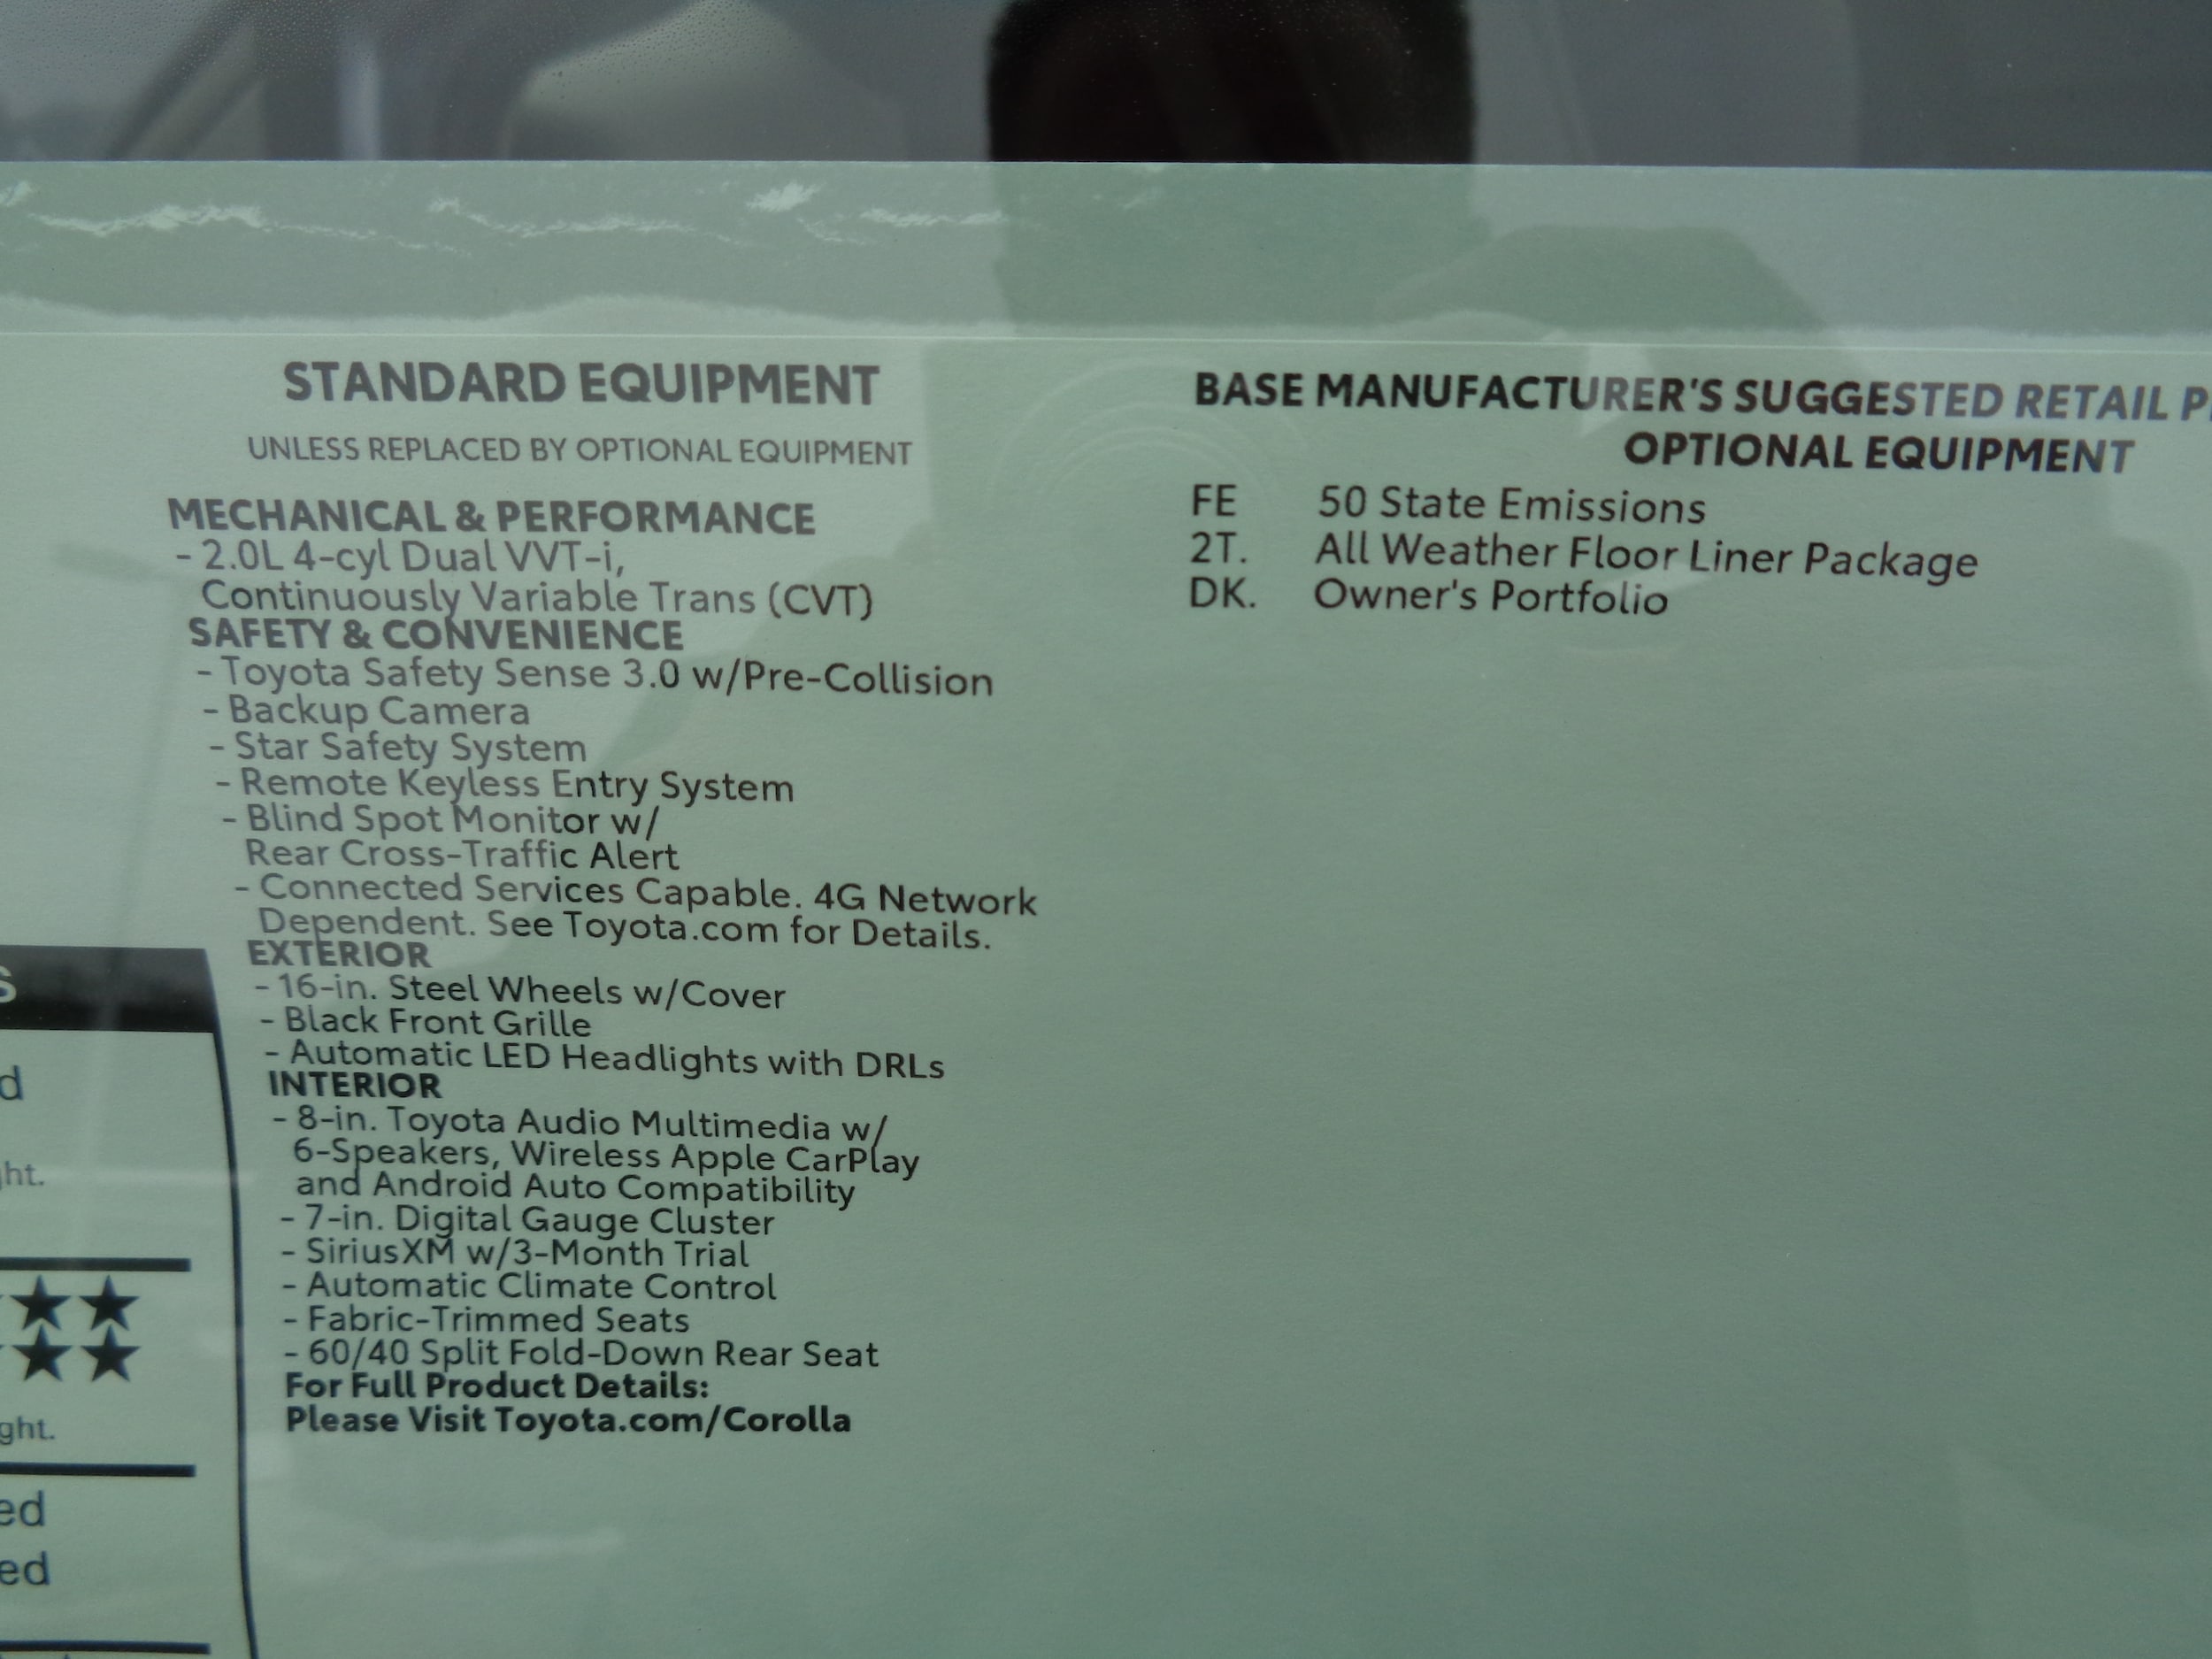 STANDARD EQUIPMENT
UNLESS REPLACED BY OPTIONAL EQUIPMENT
MECHANICAL & PERFORMANCE
- 2.0L 4-cyl Dual VVT-i,
Continuously Variable Trans (CVT)
SAFETY & CONVENIENCE
- Toyota Safety Sense 3.0 w/Pre-Collision
- Backup Camera
- Star Safety System
- Remote Keyless Entry System
- Blind Spot Monitor w/
Rear Cross-Traffic Alert
- Connected Services Capable. 4G Network
Dependent. See Toyota.com for Details.
EXTERIOR
- 16-in. Steel Wheels w/Cover
- Black Front Grille
- Automatic LED Headlights with DRLs
INTERIOR
- 8-in. Toyota Audio Multimedia w/
6-Speakers, Wireless Apple CarPlay
and Android Auto Compatibility
- 7-in. Digital Gauge Cluster
- SiriusXM w/3-Month Trial
- Automatic Climate Control
- Fabric-Trimmed Seats
- 60/40 Split Fold-Down Rear Seat
For Full Product Details:
Please Visit Toyota.com/Corolla
BASE MANUFACTURER'S SUGGESTED RETAIL
OPTIONAL EQUIPMENT
FE 50 State Emissions
2T. All Weather Floor Liner Package
DK. Owner's Portfolio